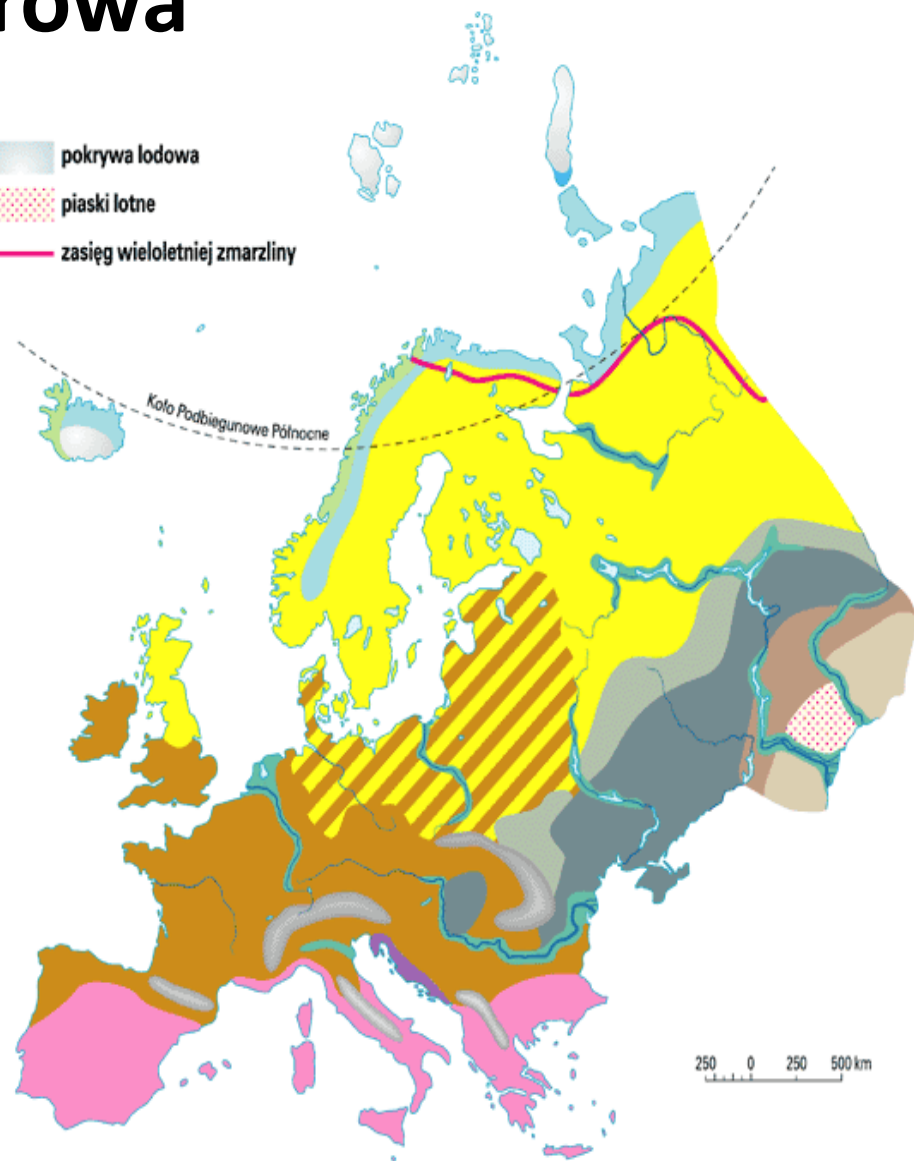 rowa
pokrywa lodowa
piaski lotne
zasięg wieloletniej zmarzliny
Koło Podbiegunowe Północne
250 0 250 500 km